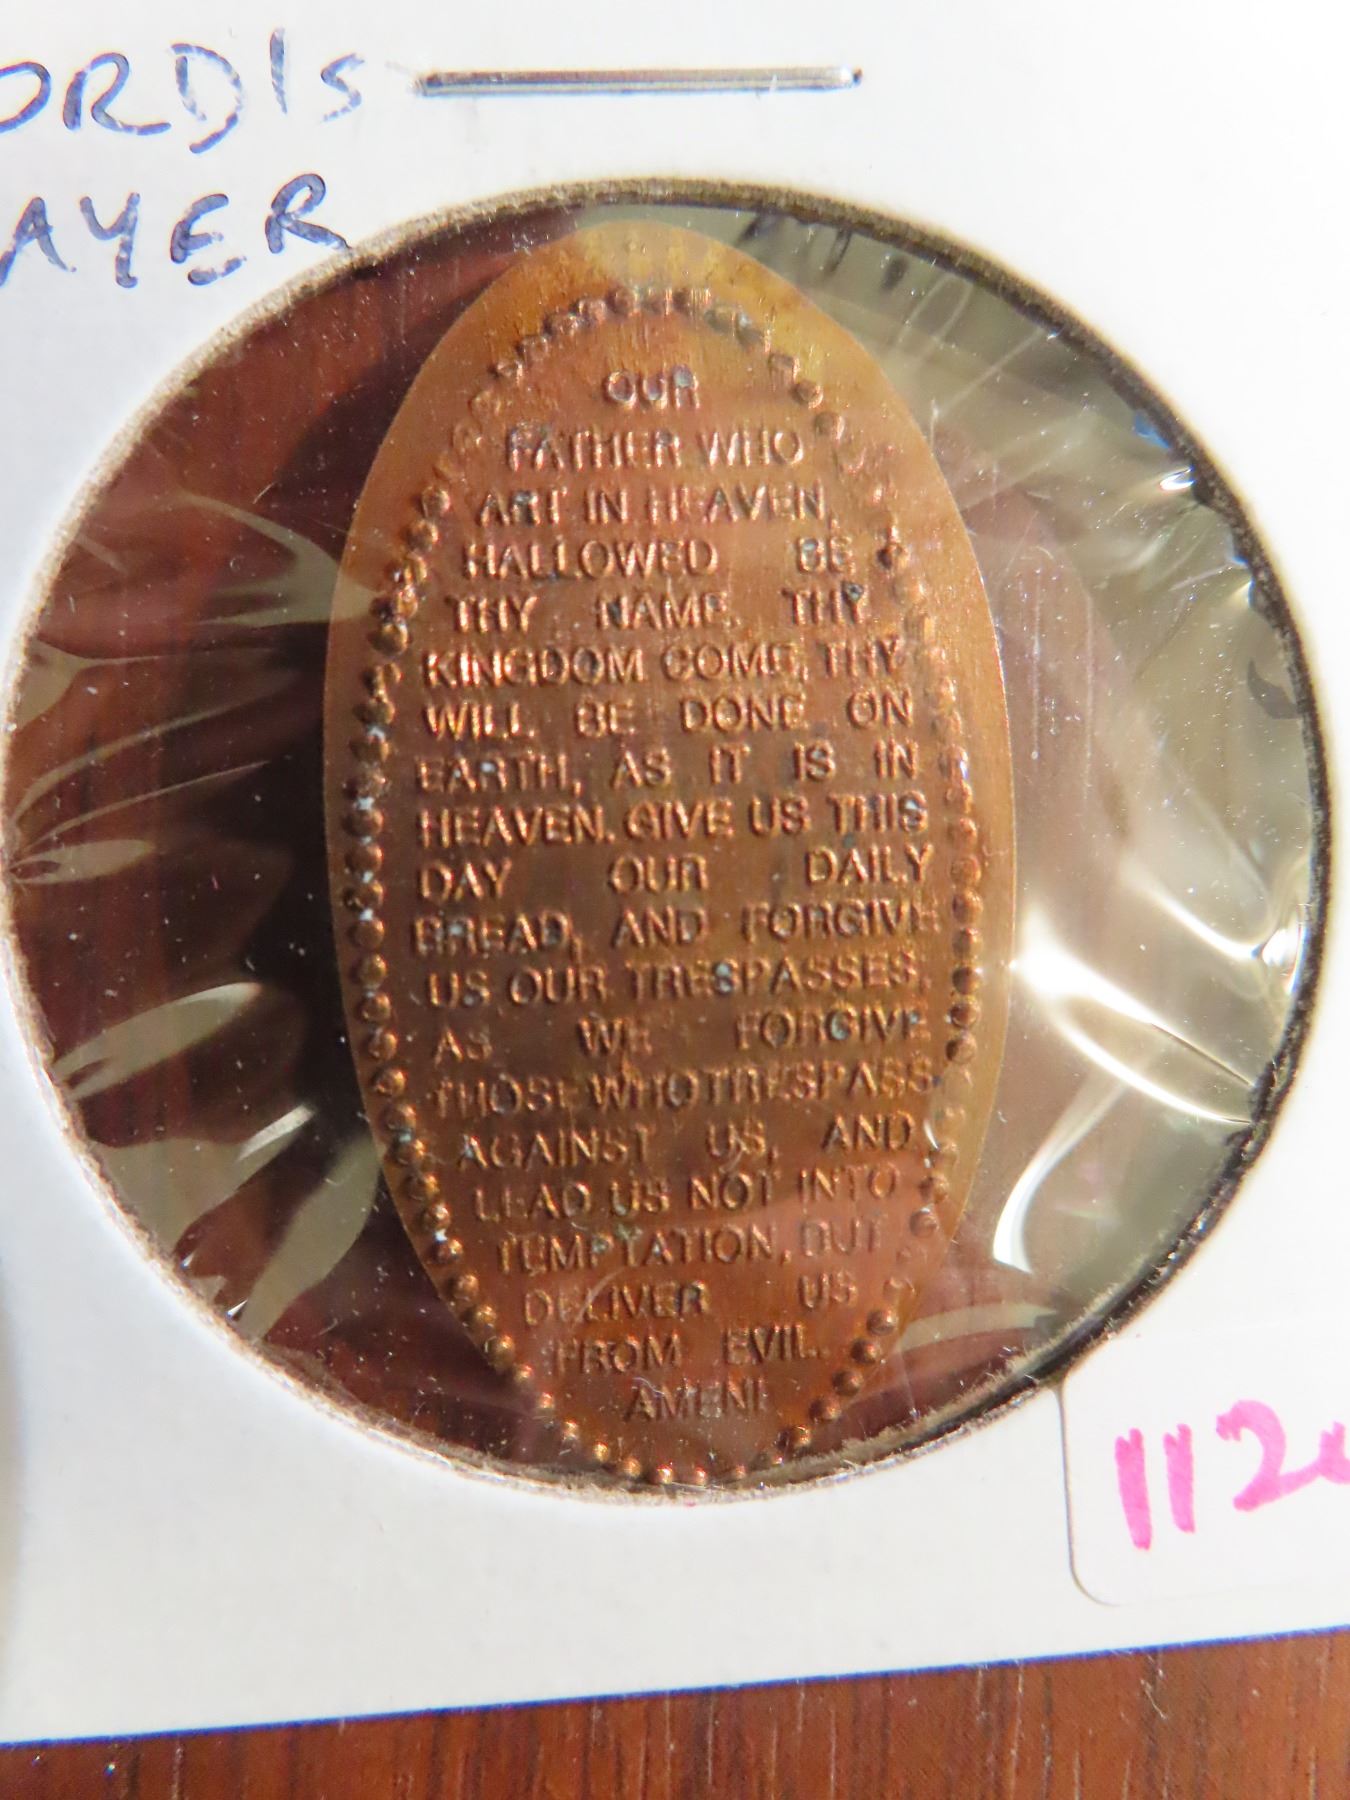 ORD's
AYER
OUR
FATHER WHO
ART IN HEAVEN,
HALLOWED BE
THY NAME. THY
KINGDOM COME, THY
WILL BE DONE ON
EARTH, AS IT IS IN
HEAVEN. GIVE US THIS
DAY OUR DAILY
BREAD, AND FORGIVE
US OUR TRESPASSES,
AS WE FORGIVE
THOSE WHO TRESPASS
AGAINST US, AND
LEAD US NOT INTO
TEMPTATION, BUT
DELIVER US
FROM EVIL.
AMEN!
112